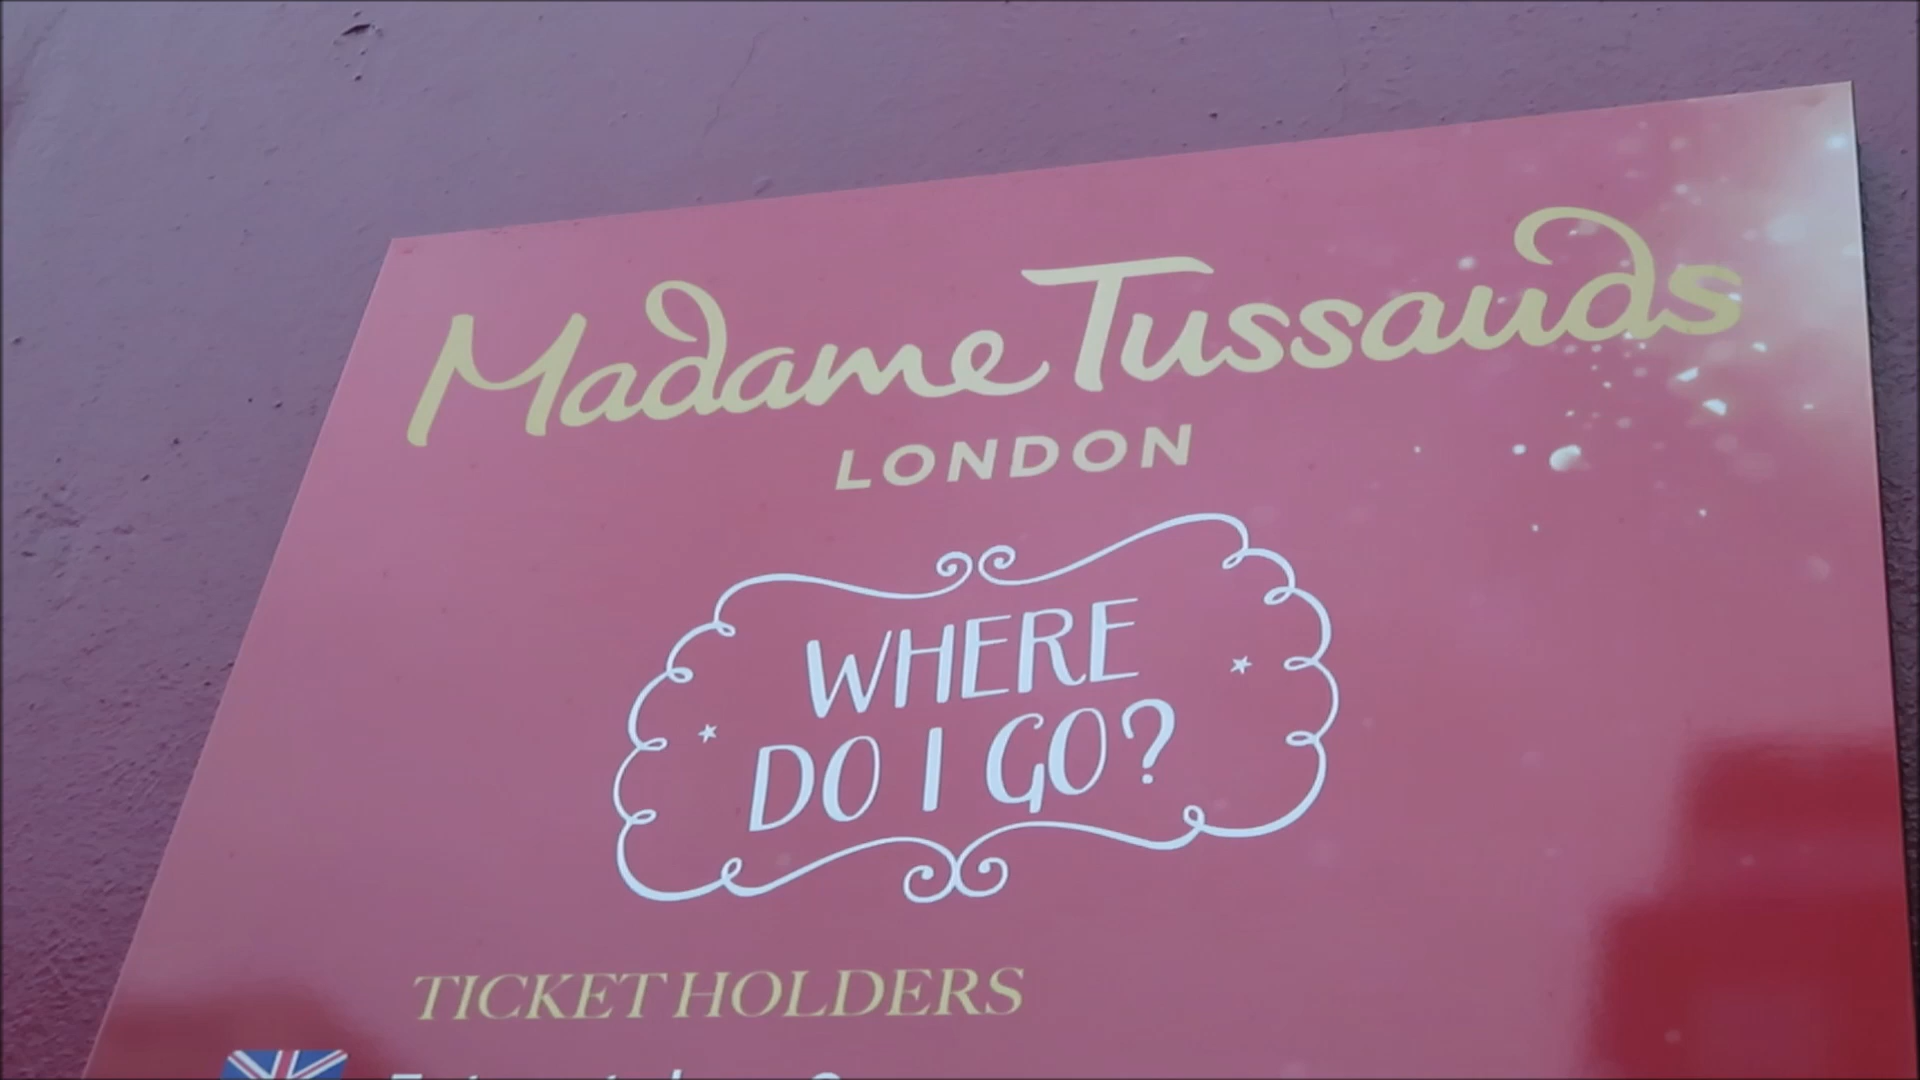 Madame Tussauds
LONDON
WHERE
DO I GO?
TICKET HOLDERS